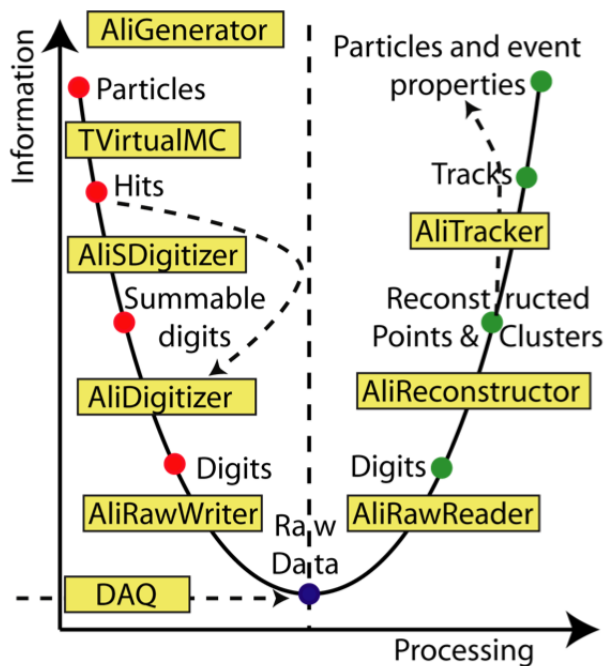 AliGenerator
Information
Particles
TVirtualMC
Hits
AliSDigitizer
Summable
digits
AliDigitizer
Digits
AliRawWriter
Raw
Data
DAQ
Particles and event
properties
Tracks
AliTracker
Reconstructed
Points & Clusters
AliReconstructor
Digits
AliRawReader
Processing